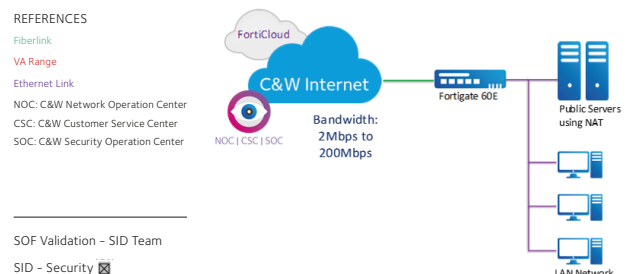 REFERENCES
Fiberlink
VA Range
Ethernet Link
NOC: C&W Network Operation Center
CSC: C&W Customer Service Center
SOC: C&W Security Operation Center
SOF Validation – SID Team
SID – Security ☒
FortiCloud
C&W Internet
NOC | CSC | SOC
Bandwidth:
2Mbps to
200Mbps
Fortigate 60E
Public Servers
using NAT
LAN Network